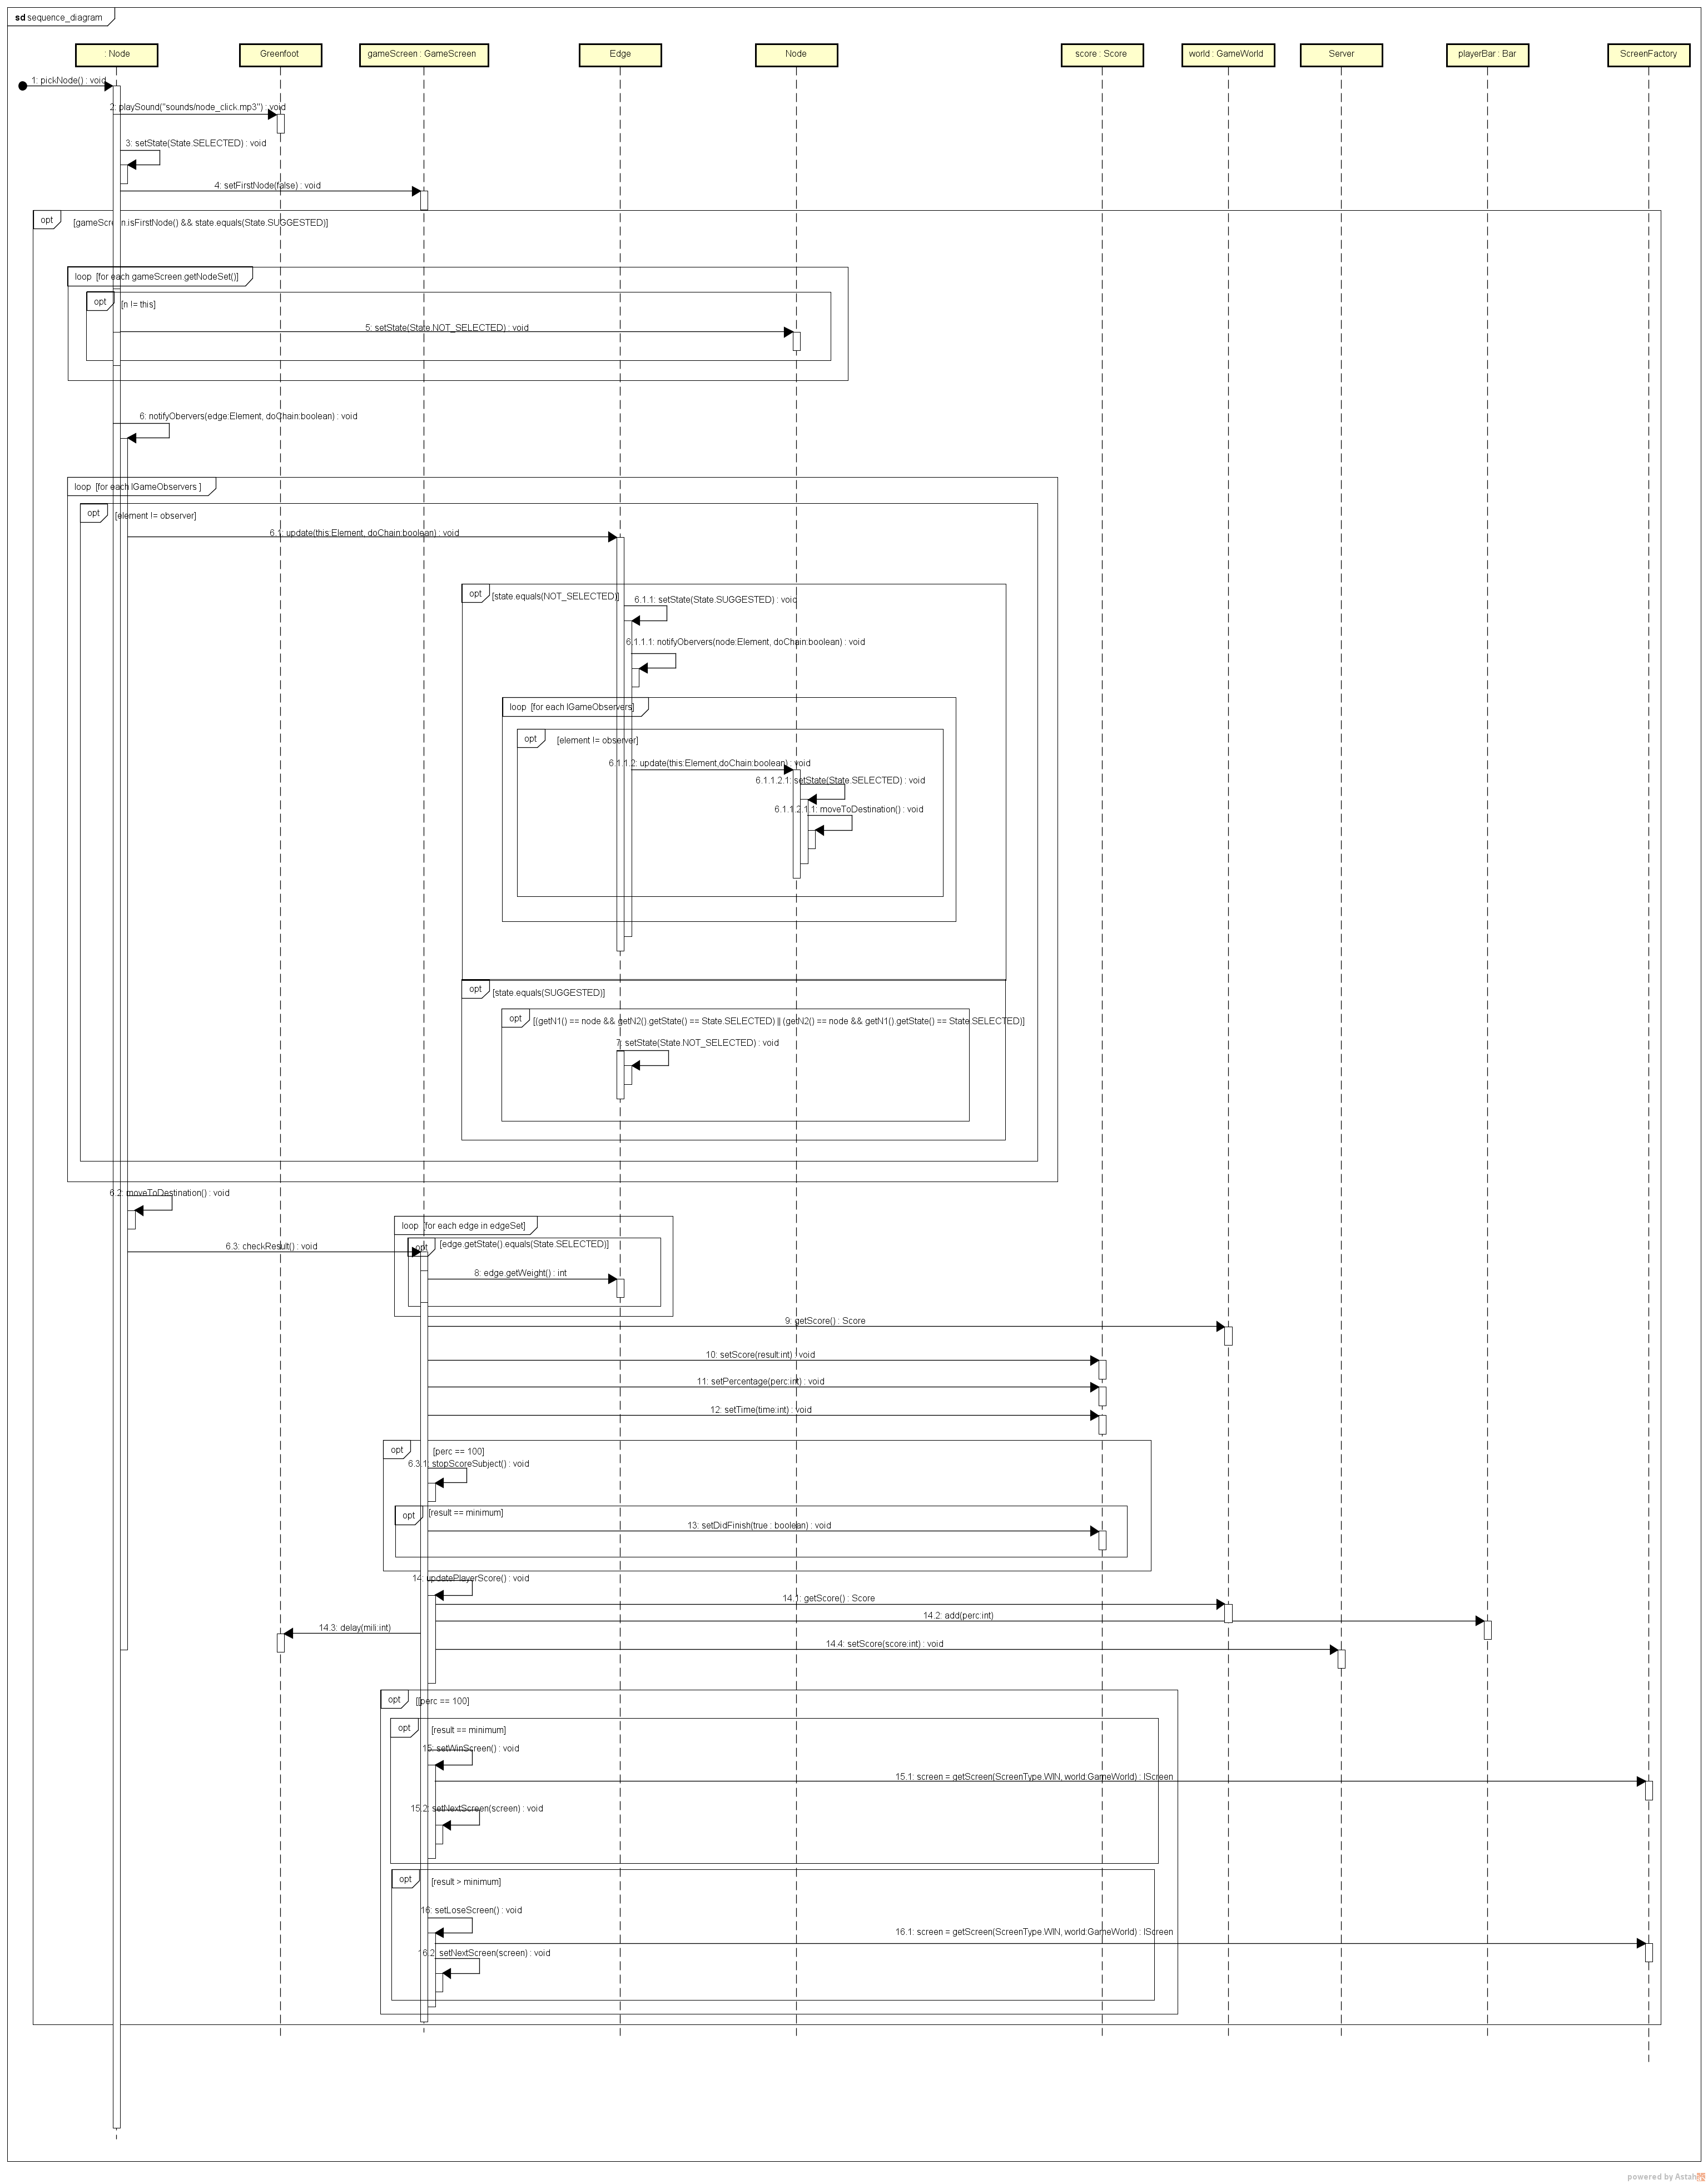 sd sequence_diagram
: Node
Greenfoot
gameScreen : GameScreen
Edge
Node
score : Score
world : GameWorld
Server
playerBar : Bar
ScreenFactory
1: pickNode() : void
2: playSound("sounds/node_click.mp3") : void
3: setState(State.SELECTED) : void
4: setFirstNode(false) : void
opt
[gameScreen.isFirstNode() && state.equals(State.SUGGESTED)]
loop [for each gameScreen.getNodeSet()]
opt
[n != this]
5: setState(State.NOT_SELECTED) : void
6: notifyObervers(edge:Element, doChain:boolean) : void
loop [for each IGameObservers ]
opt
[element != observer]
6.1: update(this:Element, doChain:boolean) : void
opt
[state.equals(NOT_SELECTED)]
6.1.1: setState(State.SUGGESTED) : void
6.1.1.1: notifyObervers(node:Element, doChain:boolean) : void
loop [for each IGameObservers]
opt
[element != observer]
6.1.1.2: update(this:Element,doChain:boolean) : void
6.1.1.2.1: setState(State.SELECTED) : void
6.1.1.2.1.1: moveToDestination() : void
opt
[state.equals(SUGGESTED)]
opt
[(getN1() == node && getN2().getState() == State.SELECTED) || (getN2() == node && getN1().getState() == State.SELECTED)]
7: setState(State.NOT_SELECTED) : void
6.2: moveToDestination() : void
loop [for each edge in edgeSet]
opt
[edge.getState().equals(State.SELECTED)]
6.3: checkResult() : void
8: edge.getWeight() : int
9: getScore() : Score
10: setScore(result:int) : void
11: setPercentage(perc:int) : void
12: setTime(time:int) : void
opt
[perc == 100]
6.3.1: stopScoreSubject() : void
opt
[result == minimum]
13: setDidFinish(true : boolean) : void
14: updatePlayerScore() : void
14.1: getScore() : Score
14.2: add(perc:int)
14.3: delay(mili:int)
14.4: setScore(score:int) : void
opt
[[perc == 100]
opt
[result == minimum]
15: setWinScreen() : void
15.1: screen = getScreen(ScreenType.WIN, world:GameWorld) : IScreen
15.2: setNextScreen(screen) : void
opt
[result > minimum]
16: setLoseScreen() : void
16.1: screen = getScreen(ScreenType.WIN, world:GameWorld) : IScreen
16.2: setNextScreen(screen) : void
powered by Astah